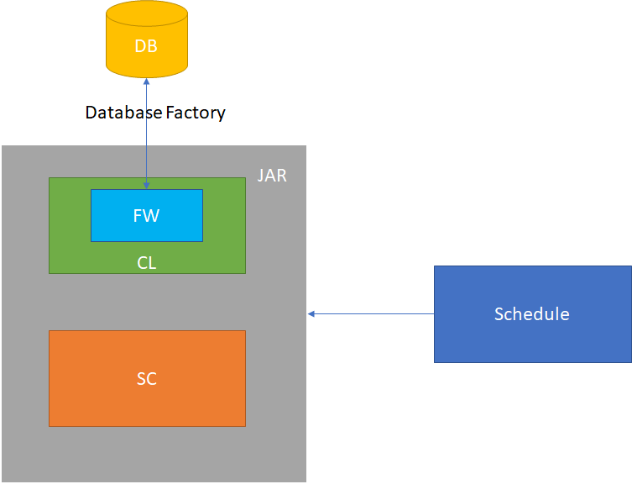 DB
Database Factory
JAR
FW
CL
Schedule
SC